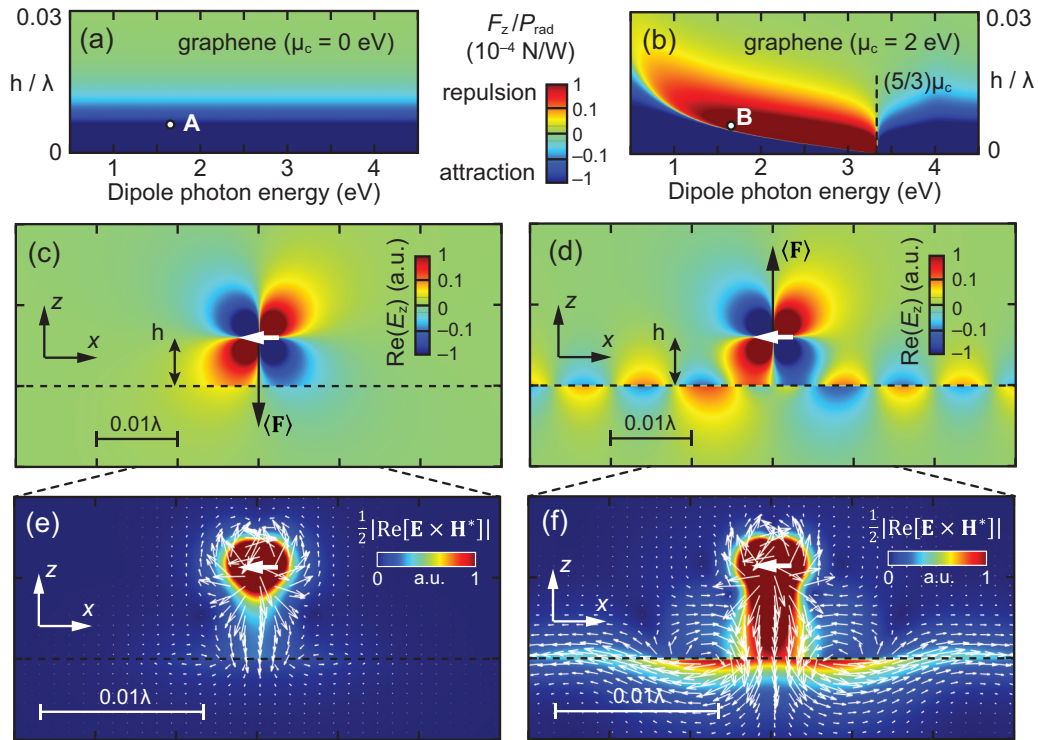 0.03
(a)
graphene (μc = 0 eV)
h / λ
A
0
1 2 3 4
Dipole photon energy (eV)
Fz/Prad
(10⁻⁴ N/W)
repulsion
attraction
1
0.1
0
–0.1
–1
(b)
graphene (μc = 2 eV)
0.03
h / λ
(5/3)μc
B
0
1 2 3 4
Dipole photon energy (eV)
(c)
z
x
h
⟨F⟩
0.01λ
Re(Ez) (a.u.)
1
0.1
0
–0.1
–1
(d)
z
x
h
⟨F⟩
0.01λ
Re(Ez) (a.u.)
1
0.1
0
–0.1
–1
(e)
½|Re[E × H*]|
0 a.u. 1
z
x
0.01λ
(f)
½|Re[E × H*]|
0 a.u. 1
z
x
0.01λ